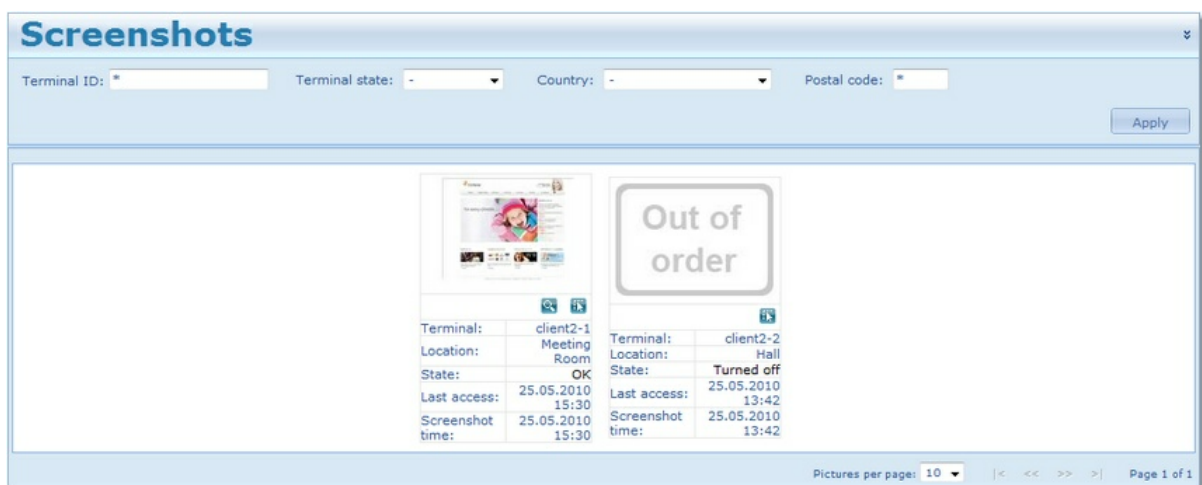 Screenshots
Terminal ID: * Terminal state: - Country: - Postal code: *
Apply
Out of
order
Terminal: client2-1
Location: Meeting
Room
State: OK
Last access: 25.05.2010
15:30
Screenshot
time: 25.05.2010
15:30
Terminal: client2-2
Location: Hall
State: Turned off
Last access: 25.05.2010
13:42
Screenshot
time: 25.05.2010
13:42
Pictures per page: 10 |< << >> >| Page 1 of 1